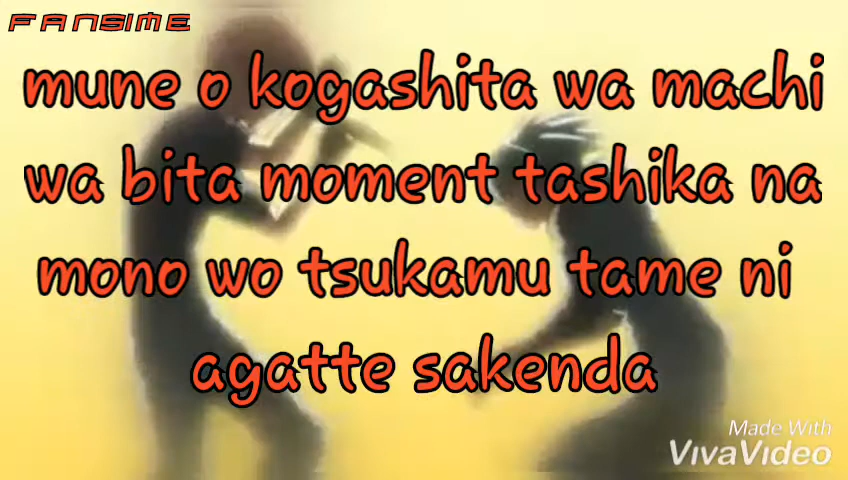 FANSIME
mune o kogashita wa machi
wa bita moment tashika na
mono wo tsukamu tame ni
agatte sakenda
Made With
VivaVideo